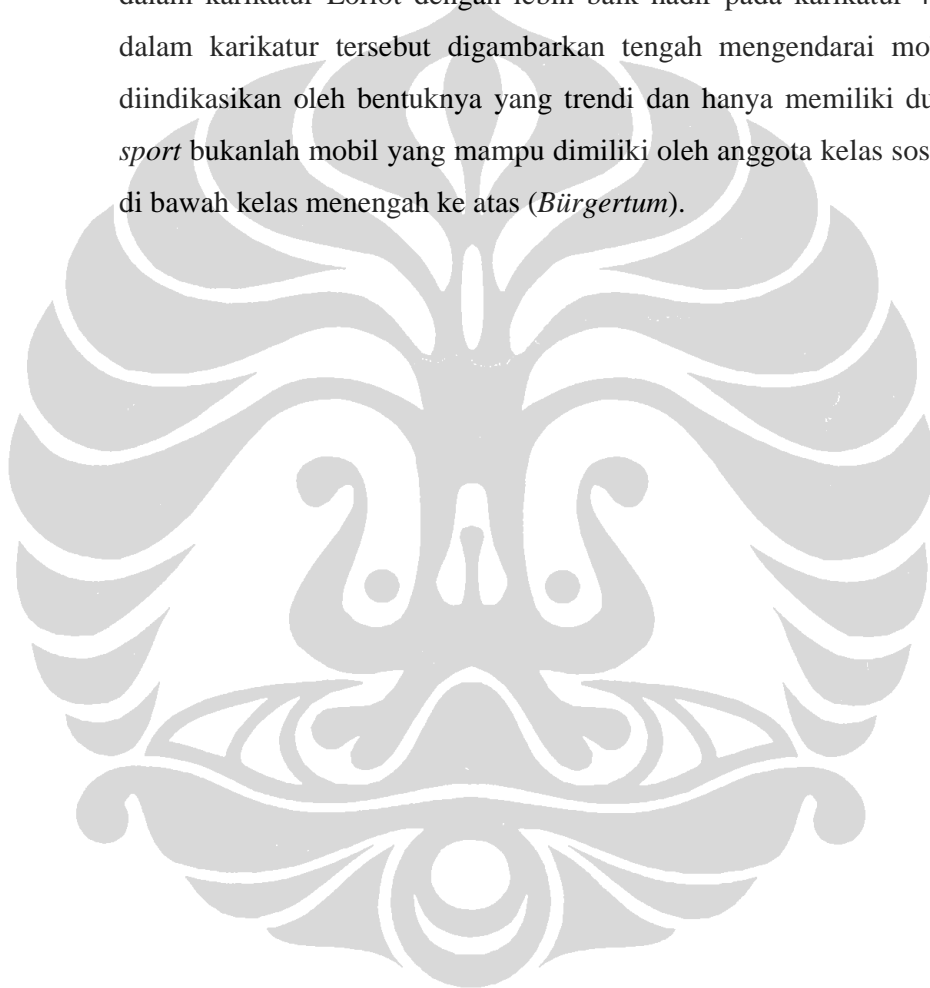 dalam karikatur Loriot dengan lebih baik hadir pada karikatur
dalam karikatur tersebut digambarkan tengah mengendarai mo
diindikasikan oleh bentuknya yang trendi dan hanya memiliki du
sport bukanlah mobil yang mampu dimiliki oleh anggota kelas sos
di bawah kelas menengah ke atas (Bürgertum).